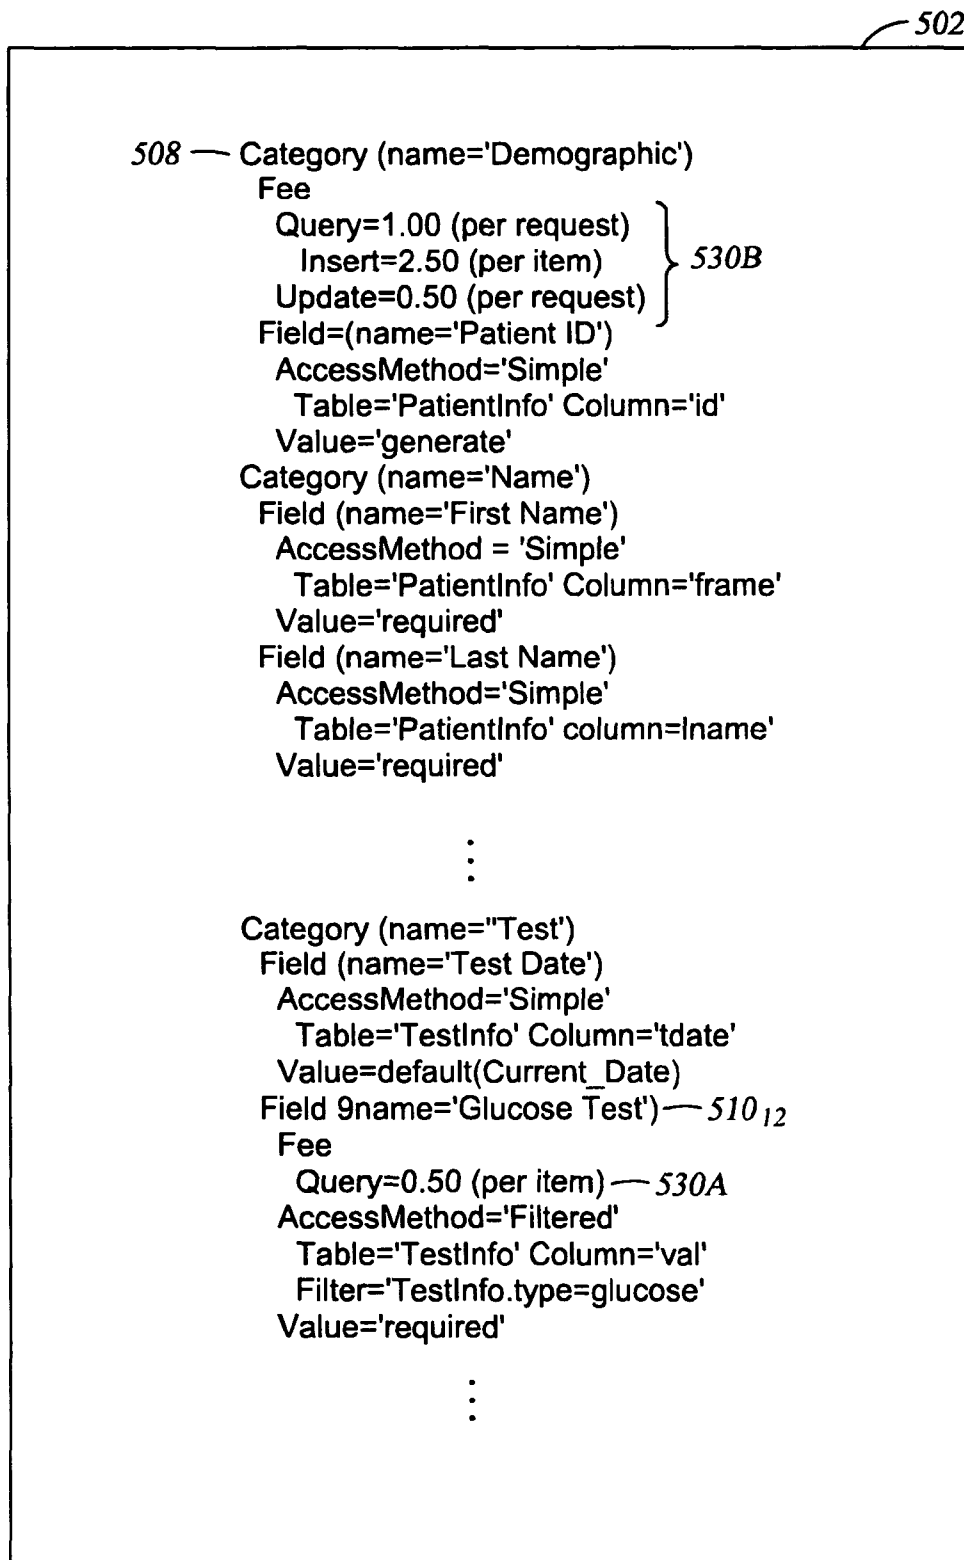 502
508 — Category (name='Demographic')
Fee
Query=1.00 (per request)
Insert=2.50 (per item)
530B
Update=0.50 (per request)
Field=(name='Patient ID')
AccessMethod='Simple'
Table='PatientInfo' Column='id'
Value='generate'
Category (name='Name')
Field (name='First Name')
AccessMethod = 'Simple'
Table='PatientInfo' Column='frame'
Value='required'
Field (name='Last Name')
AccessMethod='Simple'
Table='PatientInfo' column=lname'
Value='required'
Category (name="Test')
Field (name='Test Date')
AccessMethod='Simple'
Table='TestInfo' Column='tdate'
Value=default(Current_Date)
Field 9name='Glucose Test') — 510 12
Fee
Query=0.50 (per item) — 530A
AccessMethod='Filtered'
Table='TestInfo' Column='val'
Filter='TestInfo.type=glucose'
Value='required'